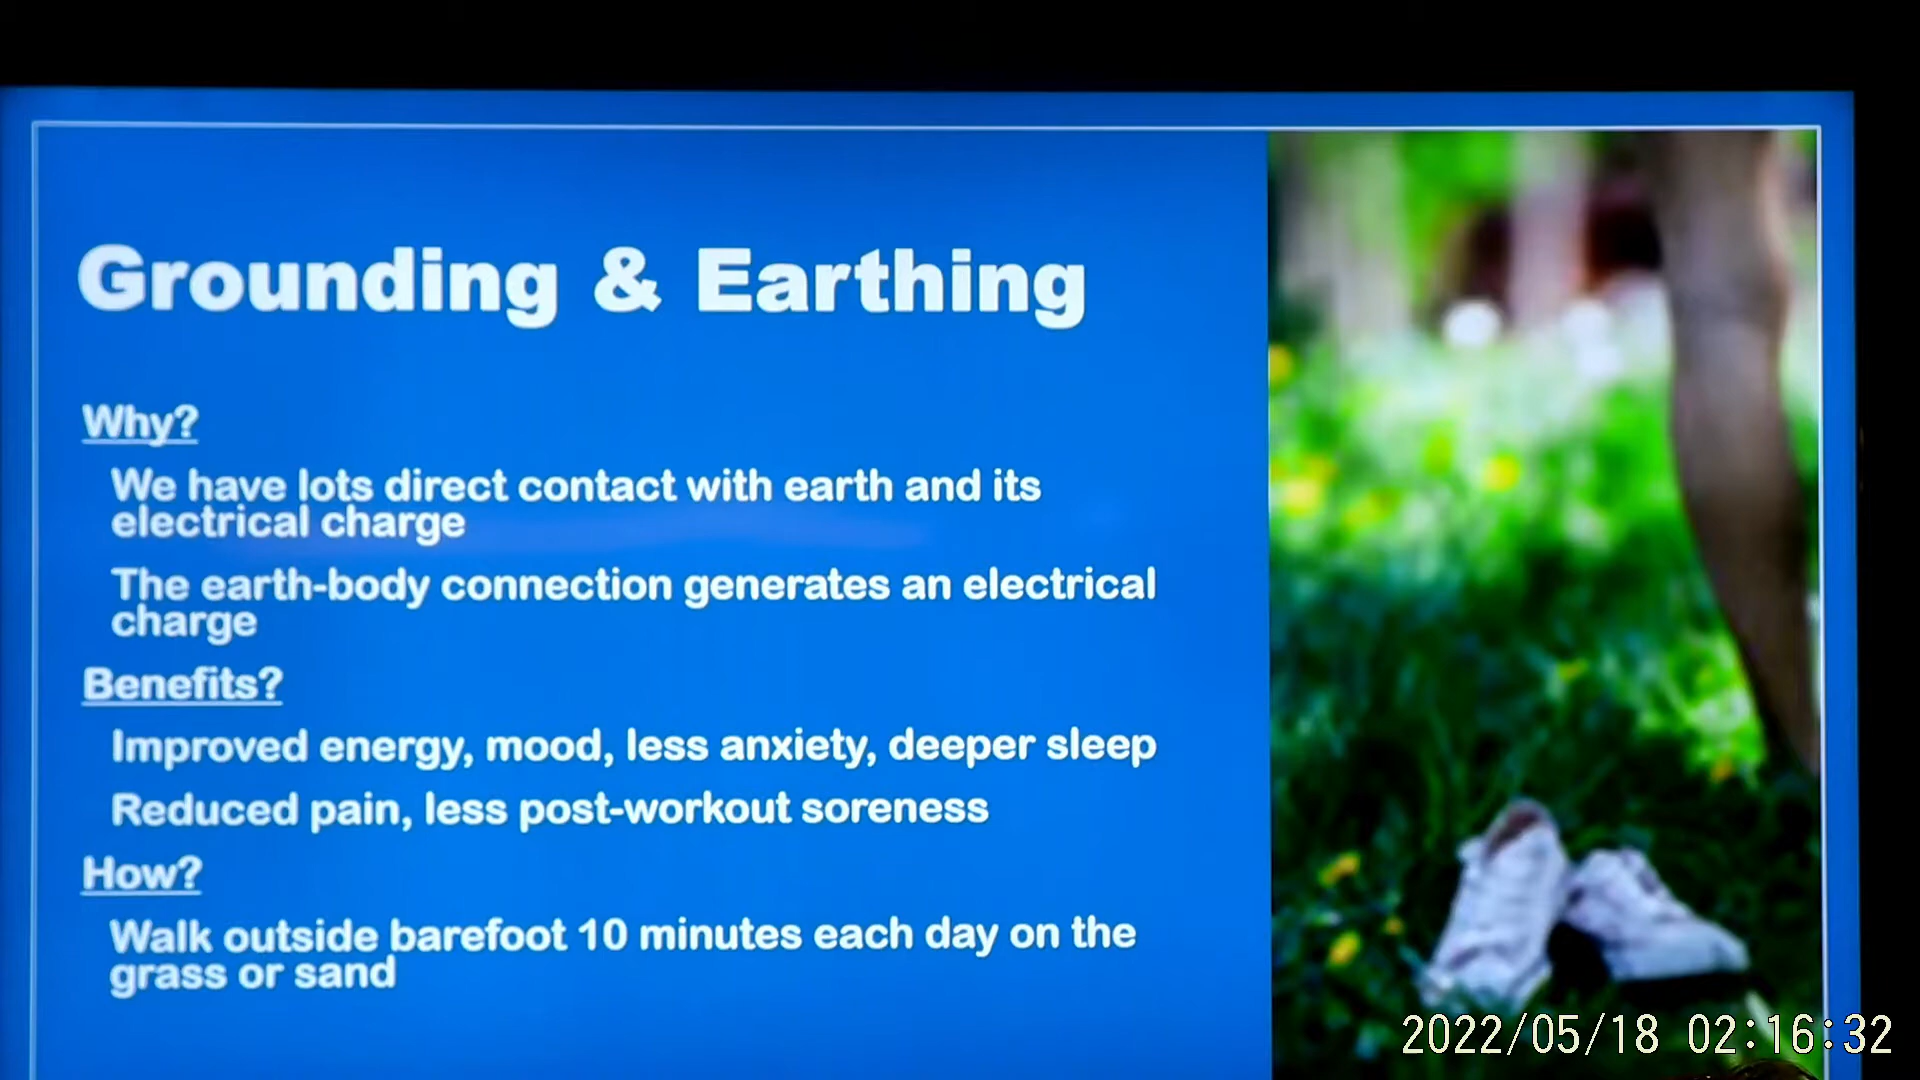 Grounding & Earthing
Why?
We have lots direct contact with earth and its
electrical charge
The earth-body connection generates an electrical
charge
Benefits?
Improved energy, mood, less anxiety, deeper sleep
Reduced pain, less post-workout soreness
How?
Walk outside barefoot 10 minutes each day on the
grass or sand
2022/05/18 02:16:32